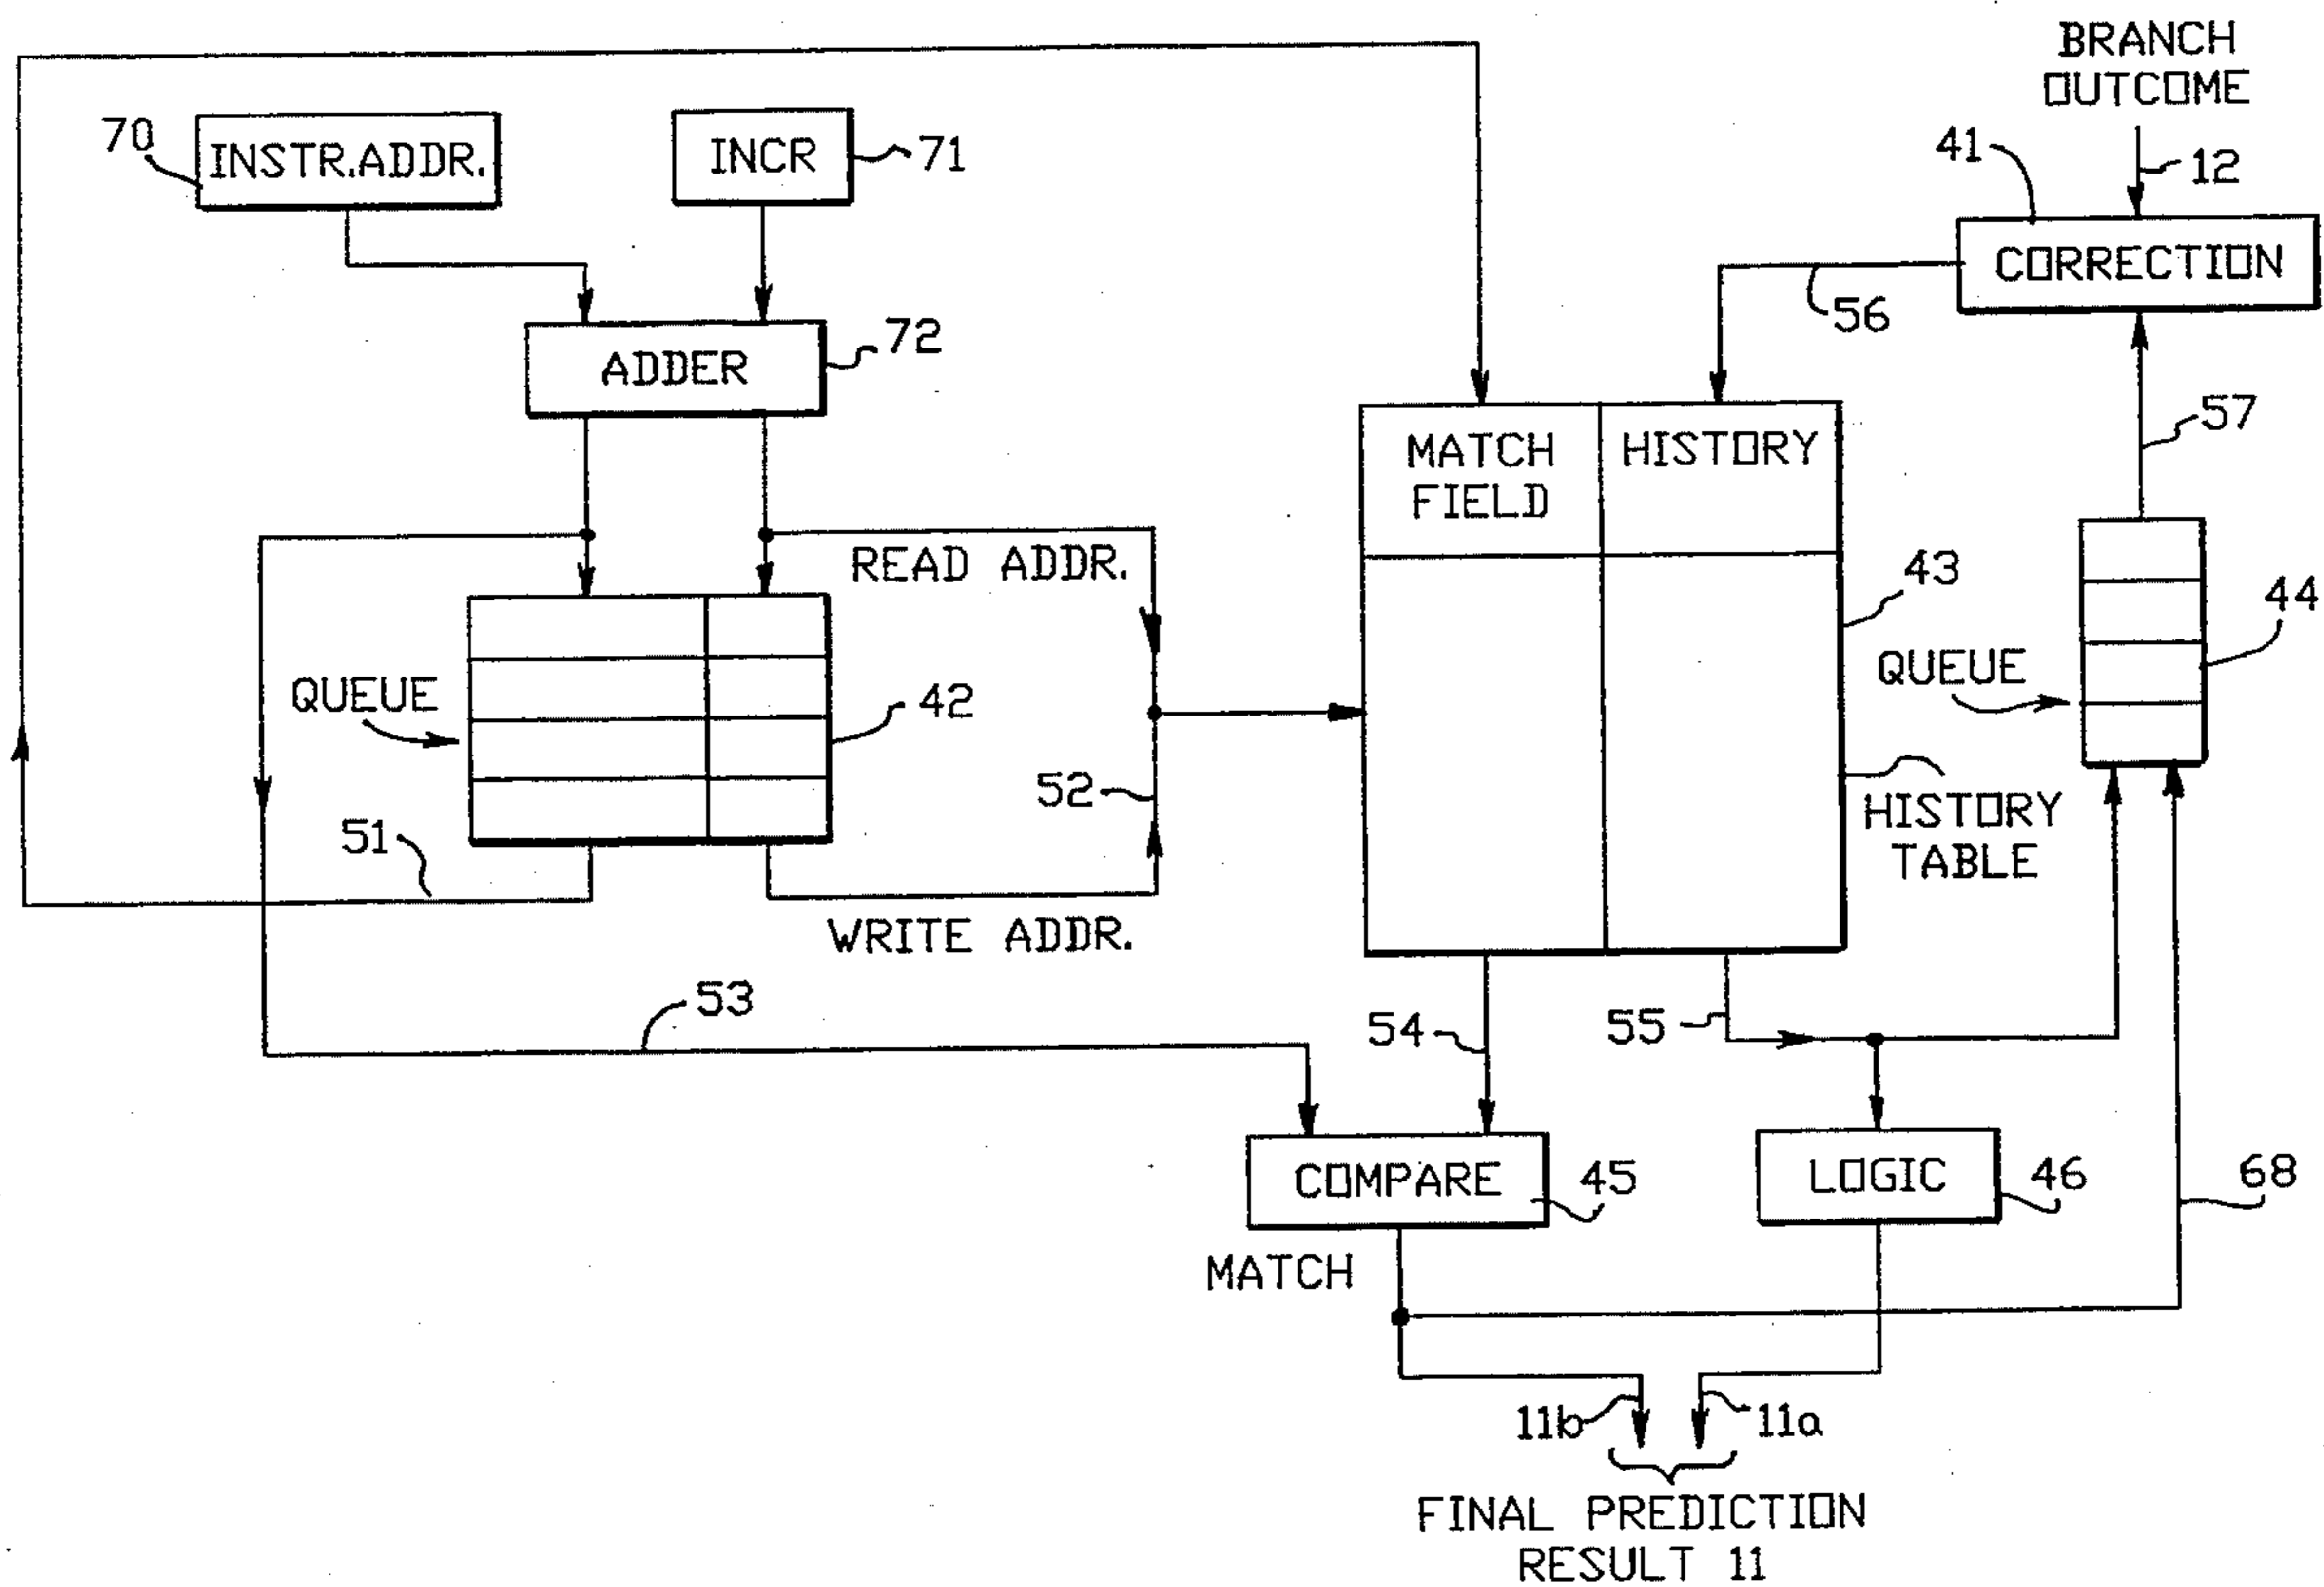 BRANCH
OUTCOME
12
70
INSTR.ADDR.
INCR
71
41
CORRECTION
56
ADDER
72
57
MATCH
FIELD
HISTORY
READ ADDR.
43
44
QUEUE
42
QUEUE
52
HISTORY
TABLE
51
WRITE ADDR.
53
54
55
COMPARE
45
LOGIC
46
68
MATCH
11b
11a
FINAL PREDICTION
RESULT 11